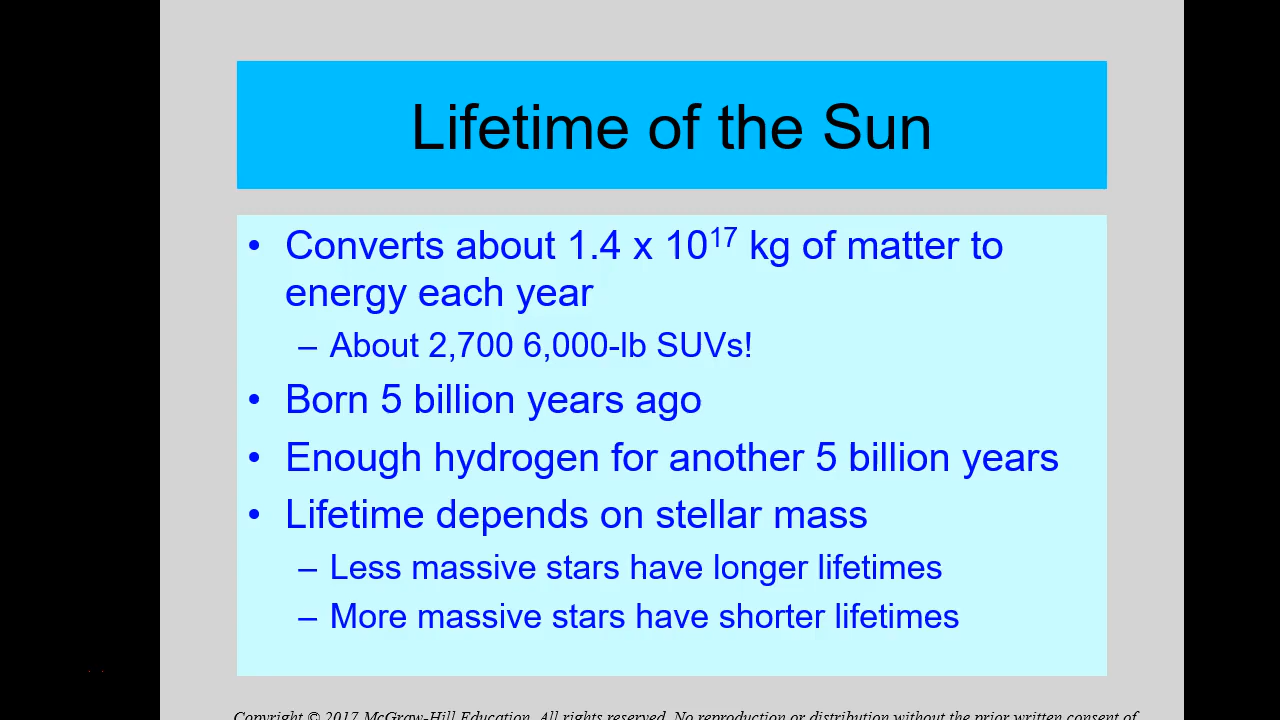 Lifetime of the Sun
• Converts about 1.4 x 10¹⁷ kg of matter to
energy each year
– About 2,700 6,000-lb SUVs!
• Born 5 billion years ago
• Enough hydrogen for another 5 billion years
• Lifetime depends on stellar mass
– Less massive stars have longer lifetimes
– More massive stars have shorter lifetimes
Copyright © 2017 McGraw-Hill Education. All rights reserved. No reproduction or distribution without the prior written consent of